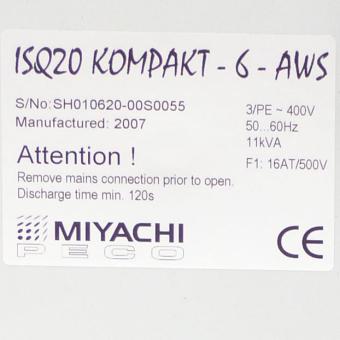 ISQ20 KOMPAKT - 6 - AWS
S/No: SH010620-00S0055
Manufactured: 2007
3/PE ~ 400V
50...60Hz
11kVA
F1: 16AT/500V
Attention !
Remove mains connection prior to open.
Discharge time min. 120s
MIYACHI
PECO
CE